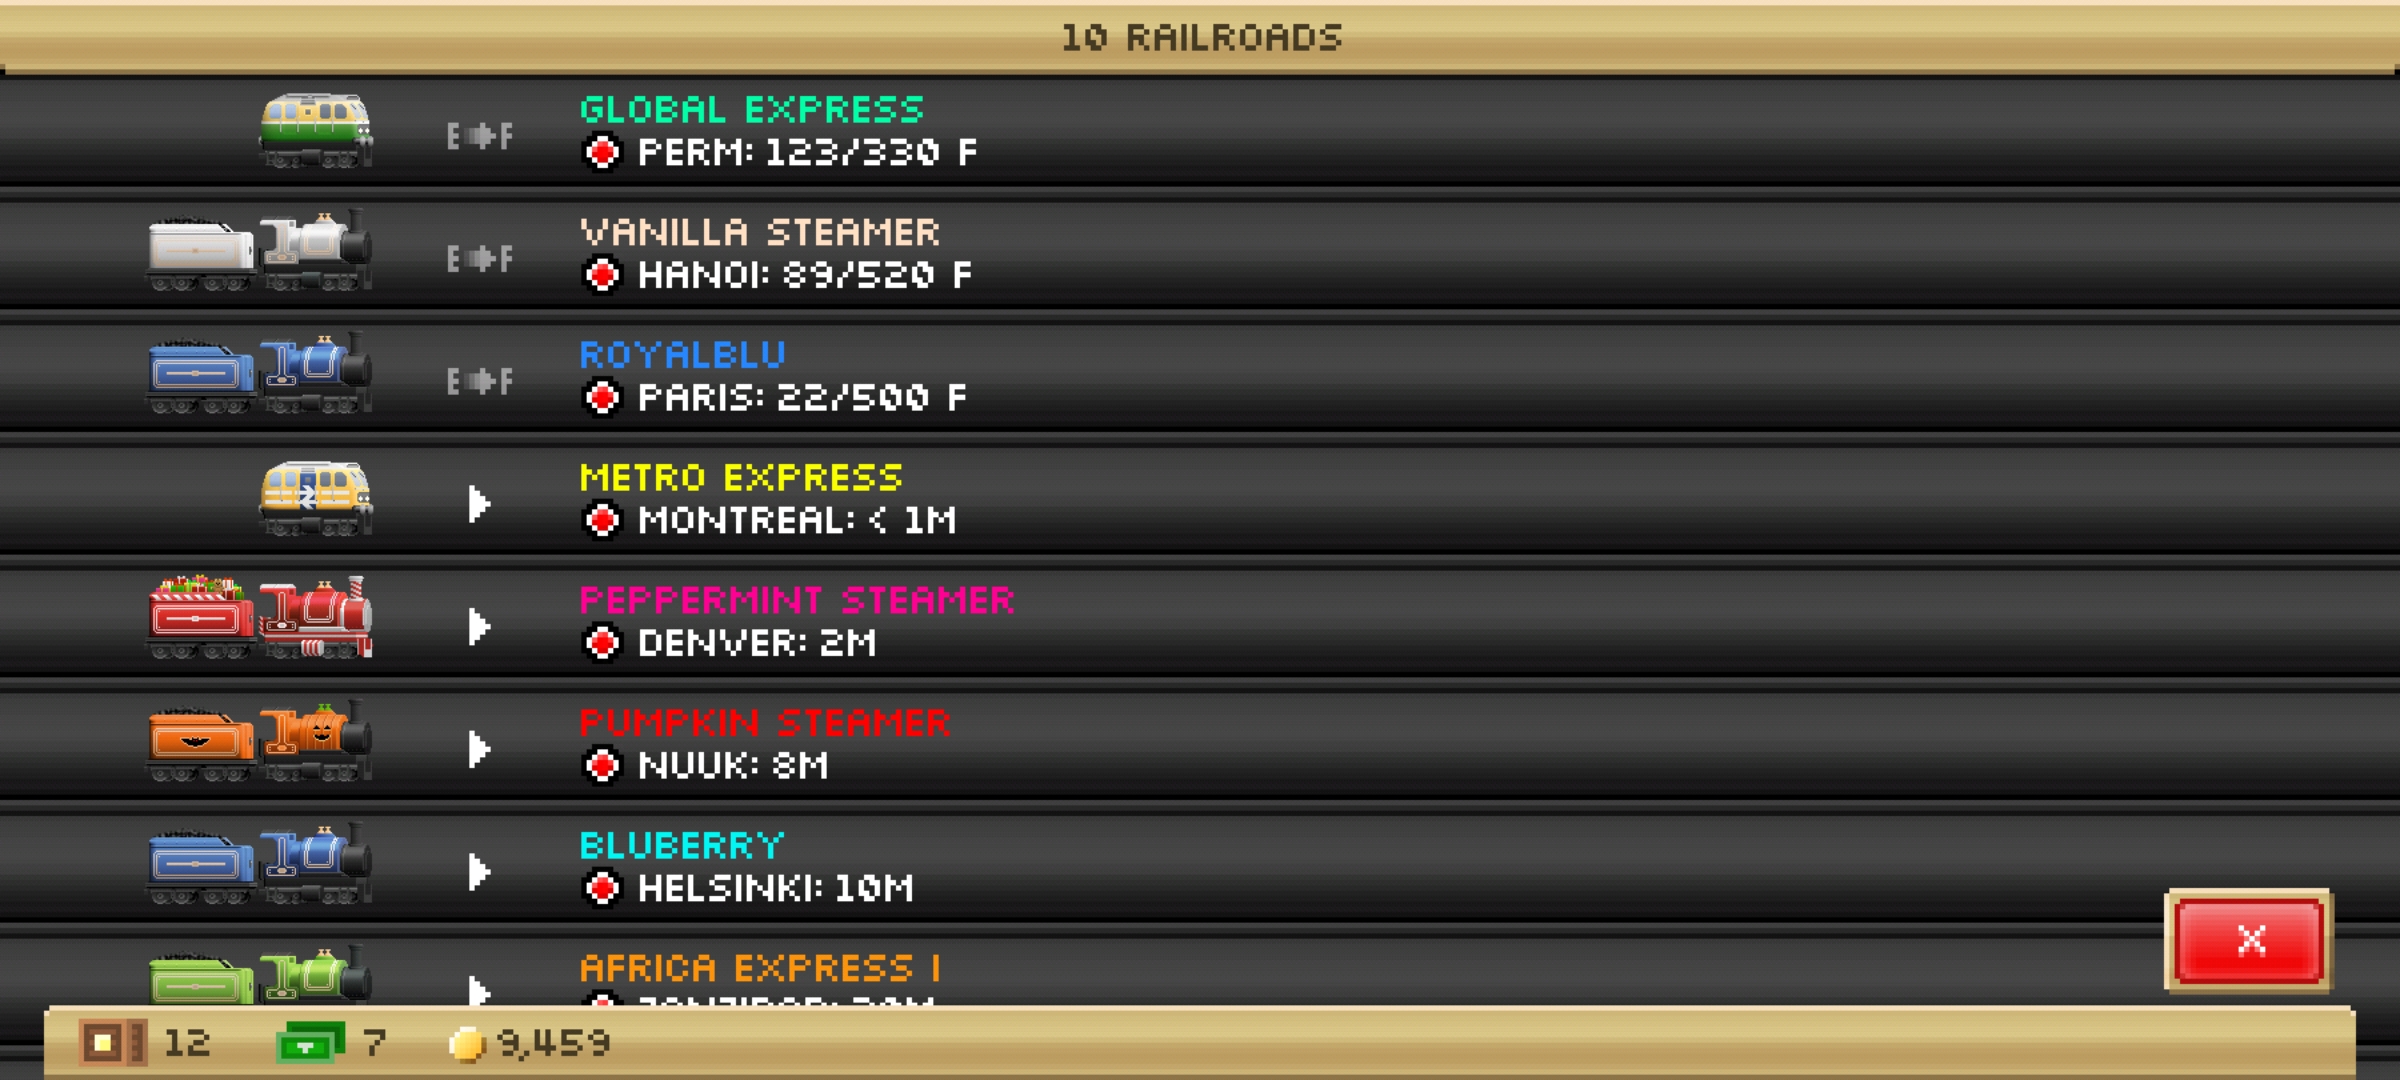 10 RAILROADS
GLOBAL EXPRESS
E F
PERM: 123/330 F
VANILLA STEAMER
E F
HANOI: 89/520 F
ROYALBLU
E F
PARIS: 22/500 F
METRO EXPRESS
MONTREAL: < 1M
PEPPERMINT STEAMER
DENVER: 2M
PUMPKIN STEAMER
NUUK: 8M
BLUBERRY
HELSINKI: 10M
AFRICA EXPRESS I
X
12 7 9,459